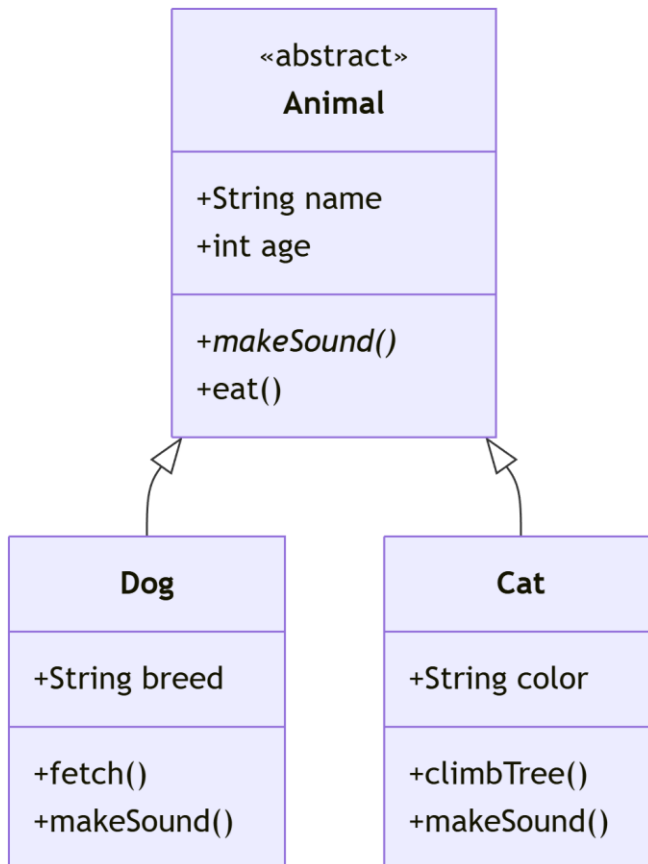 «abstract»
Animal
+String name
+int age
+makeSound()
+eat()
Dog
+String breed
+fetch()
+makeSound()
Cat
+String color
+climbTree()
+makeSound()